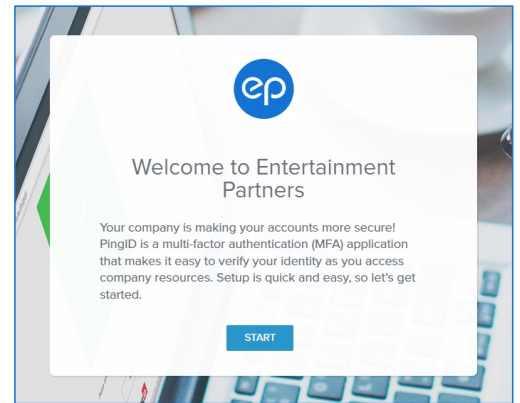 ep
Welcome to Entertainment
Partners
Your company is making your accounts more secure!
PingID is a multi-factor authentication (MFA) application
that makes it easy to verify your identity as you access
company resources. Setup is quick and easy, so let's get
started.
START